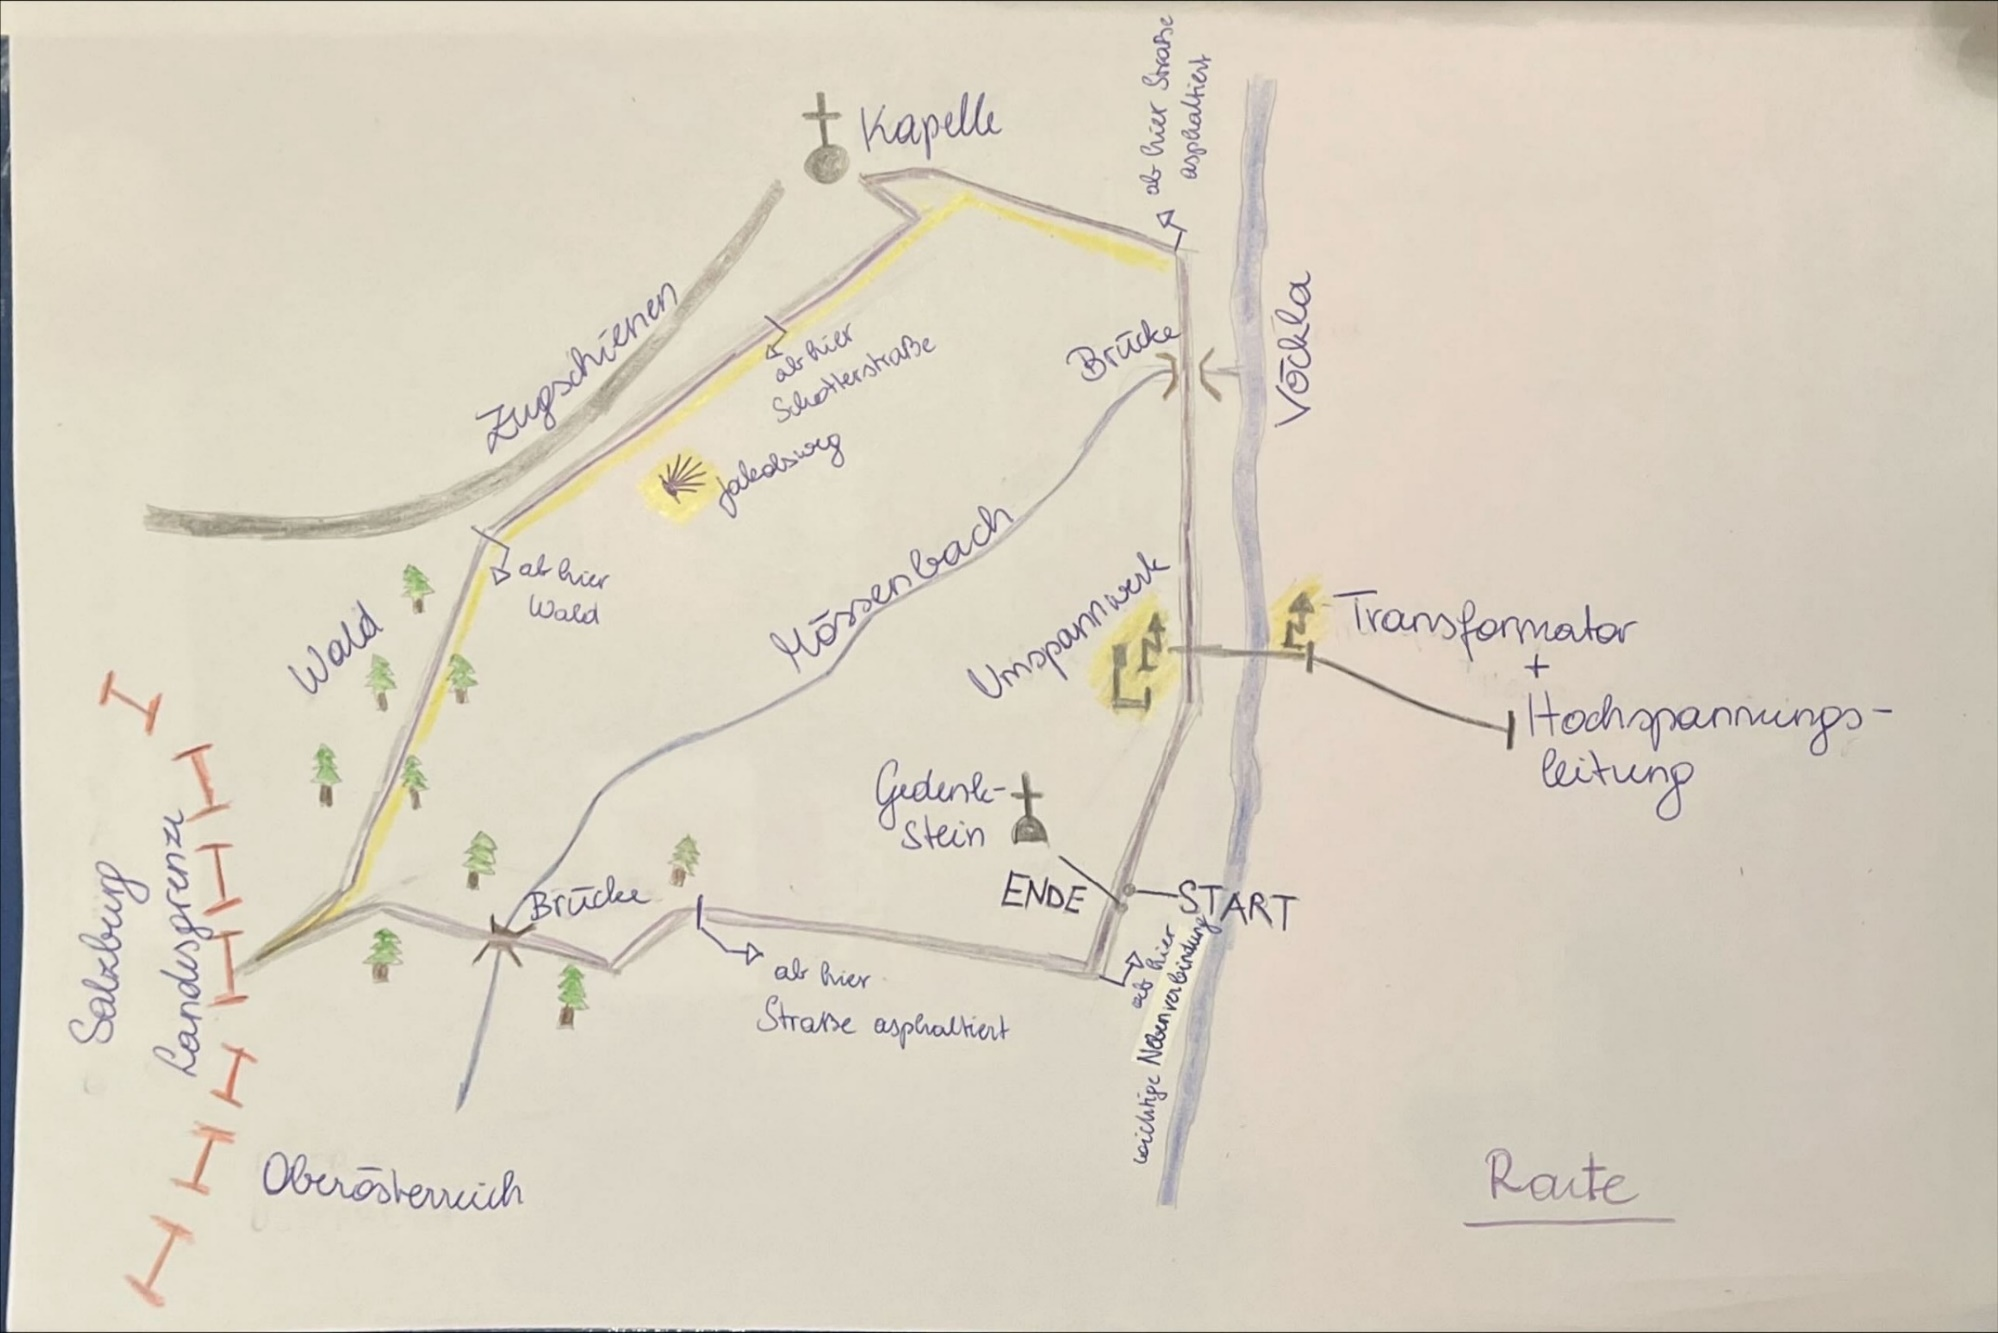 Kapelle
ab hier Straße
asphaltiert
Zugschienen
ab hier
Schotterstraße
Jakobsweg
Brücke
Vöckla
ab hier
Wald
Wald
Mössenbach
Umspannwerk
Transformator
+
Hochspannungs-
leitung
Gedenk-
stein
ENDE
START
Brücke
Salzburg
Landesgrenze
ab hier
Straße asphaltiert
ab hier
wichtige Nebenverbindung
Oberösterreich
Route